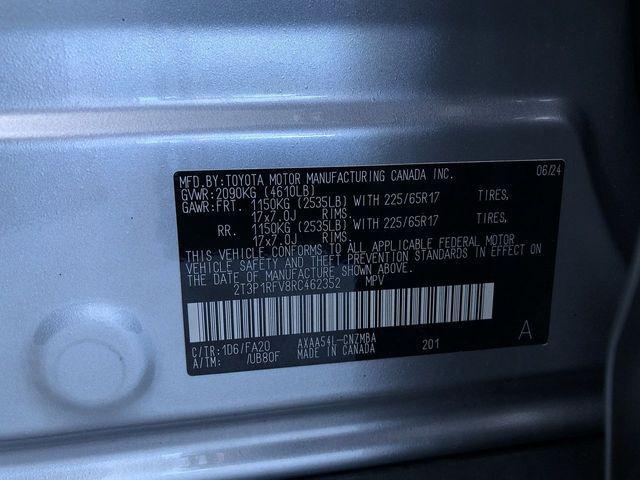 MFD.BY:TOYOTA MOTOR MANUFACTURING CANADA INC. 06/24
GVWR:2090KG (4610LB)
GAWR:FRT. 1150KG (2535LB) WITH 225/65R17 TIRES,
17x7.0J RIMS.
RR. 1150KG (2535LB) WITH 225/65R17 TIRES,
17x7.0J RIMS.
THIS VEHICLE CONFORMS TO ALL APPLICABLE FEDERAL MOTOR
VEHICLE SAFETY AND THEFT PREVENTION STANDARDS IN EFFECT ON
THE DATE OF MANUFACTURE SHOWN ABOVE.
2T3P1RFV8RC462352 MPV
C/TR:1D6/FA20 AXAA54L-CNZMBA 201 A
A/TM: /UB80F MADE IN CANADA